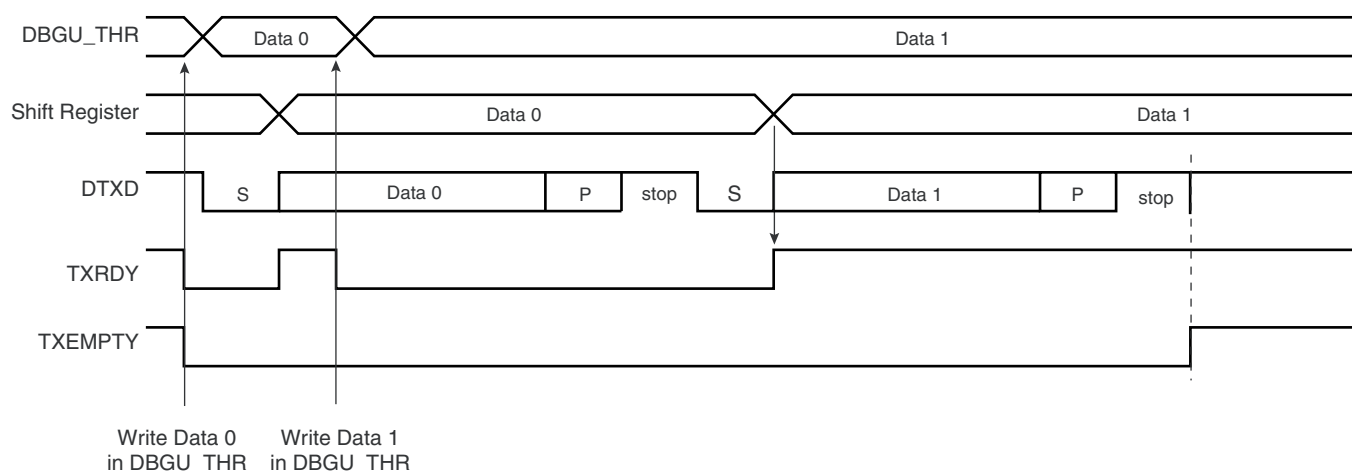 DBGU_THR
Data 0
Data 1
Shift Register
Data 0
Data 1
DTXD
S
Data 0
P
stop
S
Data 1
P
stop
TXRDY
TXEMPTY
Write Data 0
in DBGU_THR
Write Data 1
in DBGU_THR